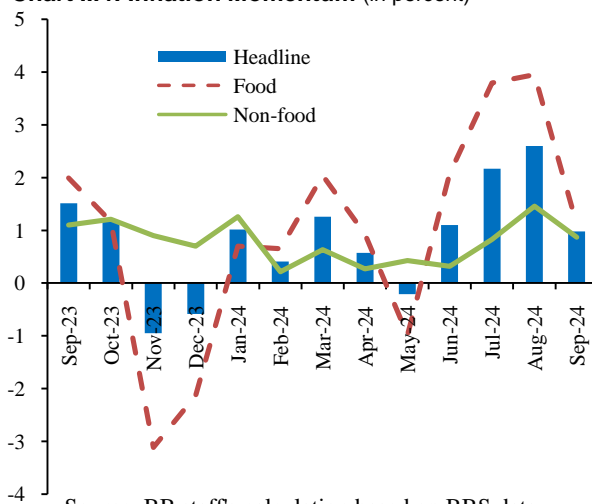 (in percent)
5
4
3
2
1
0
-1
-2
-3
-4
Headline
Food
Non-food
Sep-23
Oct-23
Nov-23
Dec-23
Jan-24
Feb-24
Mar-24
Apr-24
May-24
Jun-24
Jul-24
Aug-24
Sep-24